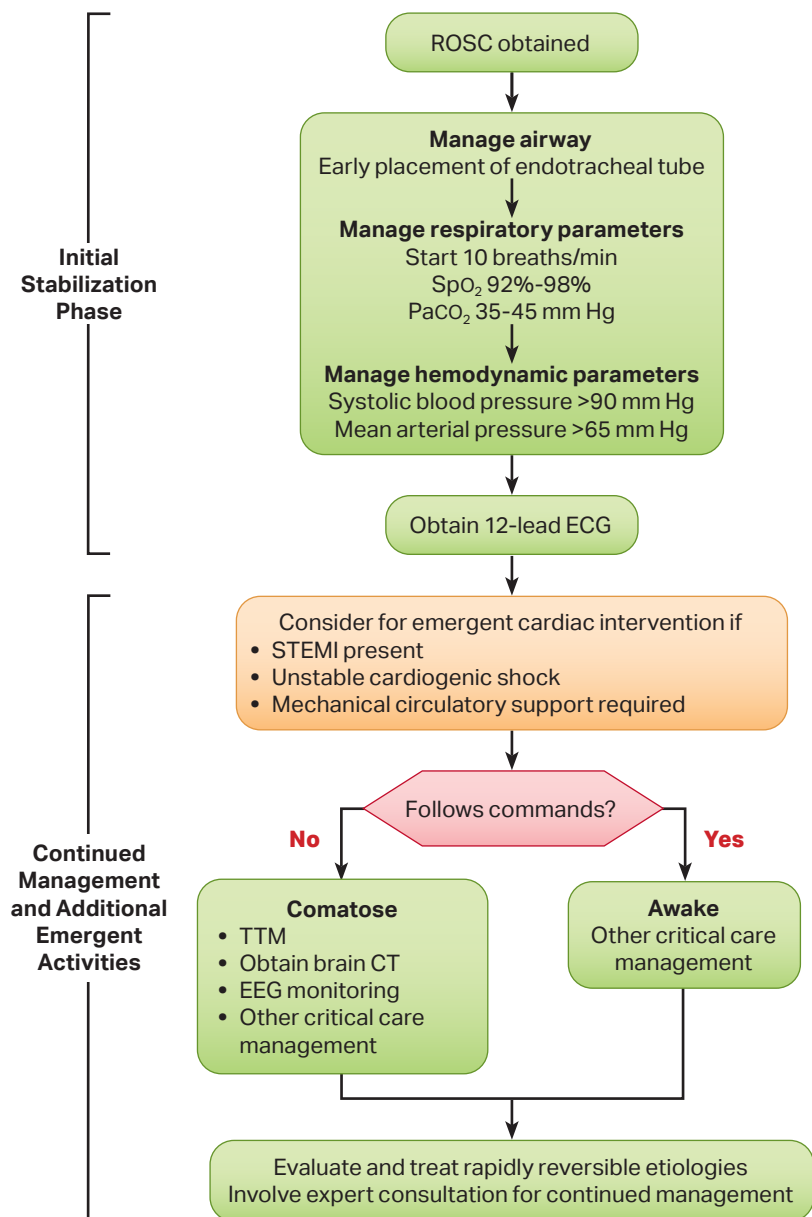 ROSC obtained
Manage airway
Early placement of endotracheal tube
Manage respiratory parameters
Start 10 breaths/min
SpO₂ 92%-98%
PaCO₂ 35-45 mm Hg
Manage hemodynamic parameters
Systolic blood pressure >90 mm Hg
Mean arterial pressure >65 mm Hg
Obtain 12-lead ECG
Initial
Stabilization
Phase
Consider for emergent cardiac intervention if
• STEMI present
• Unstable cardiogenic shock
• Mechanical circulatory support required
Follows commands?
No
Yes
Comatose
• TTM
• Obtain brain CT
• EEG monitoring
• Other critical care
management
Awake
Other critical care
management
Continued
Management
and Additional
Emergent
Activities
Evaluate and treat rapidly reversible etiologies
Involve expert consultation for continued management